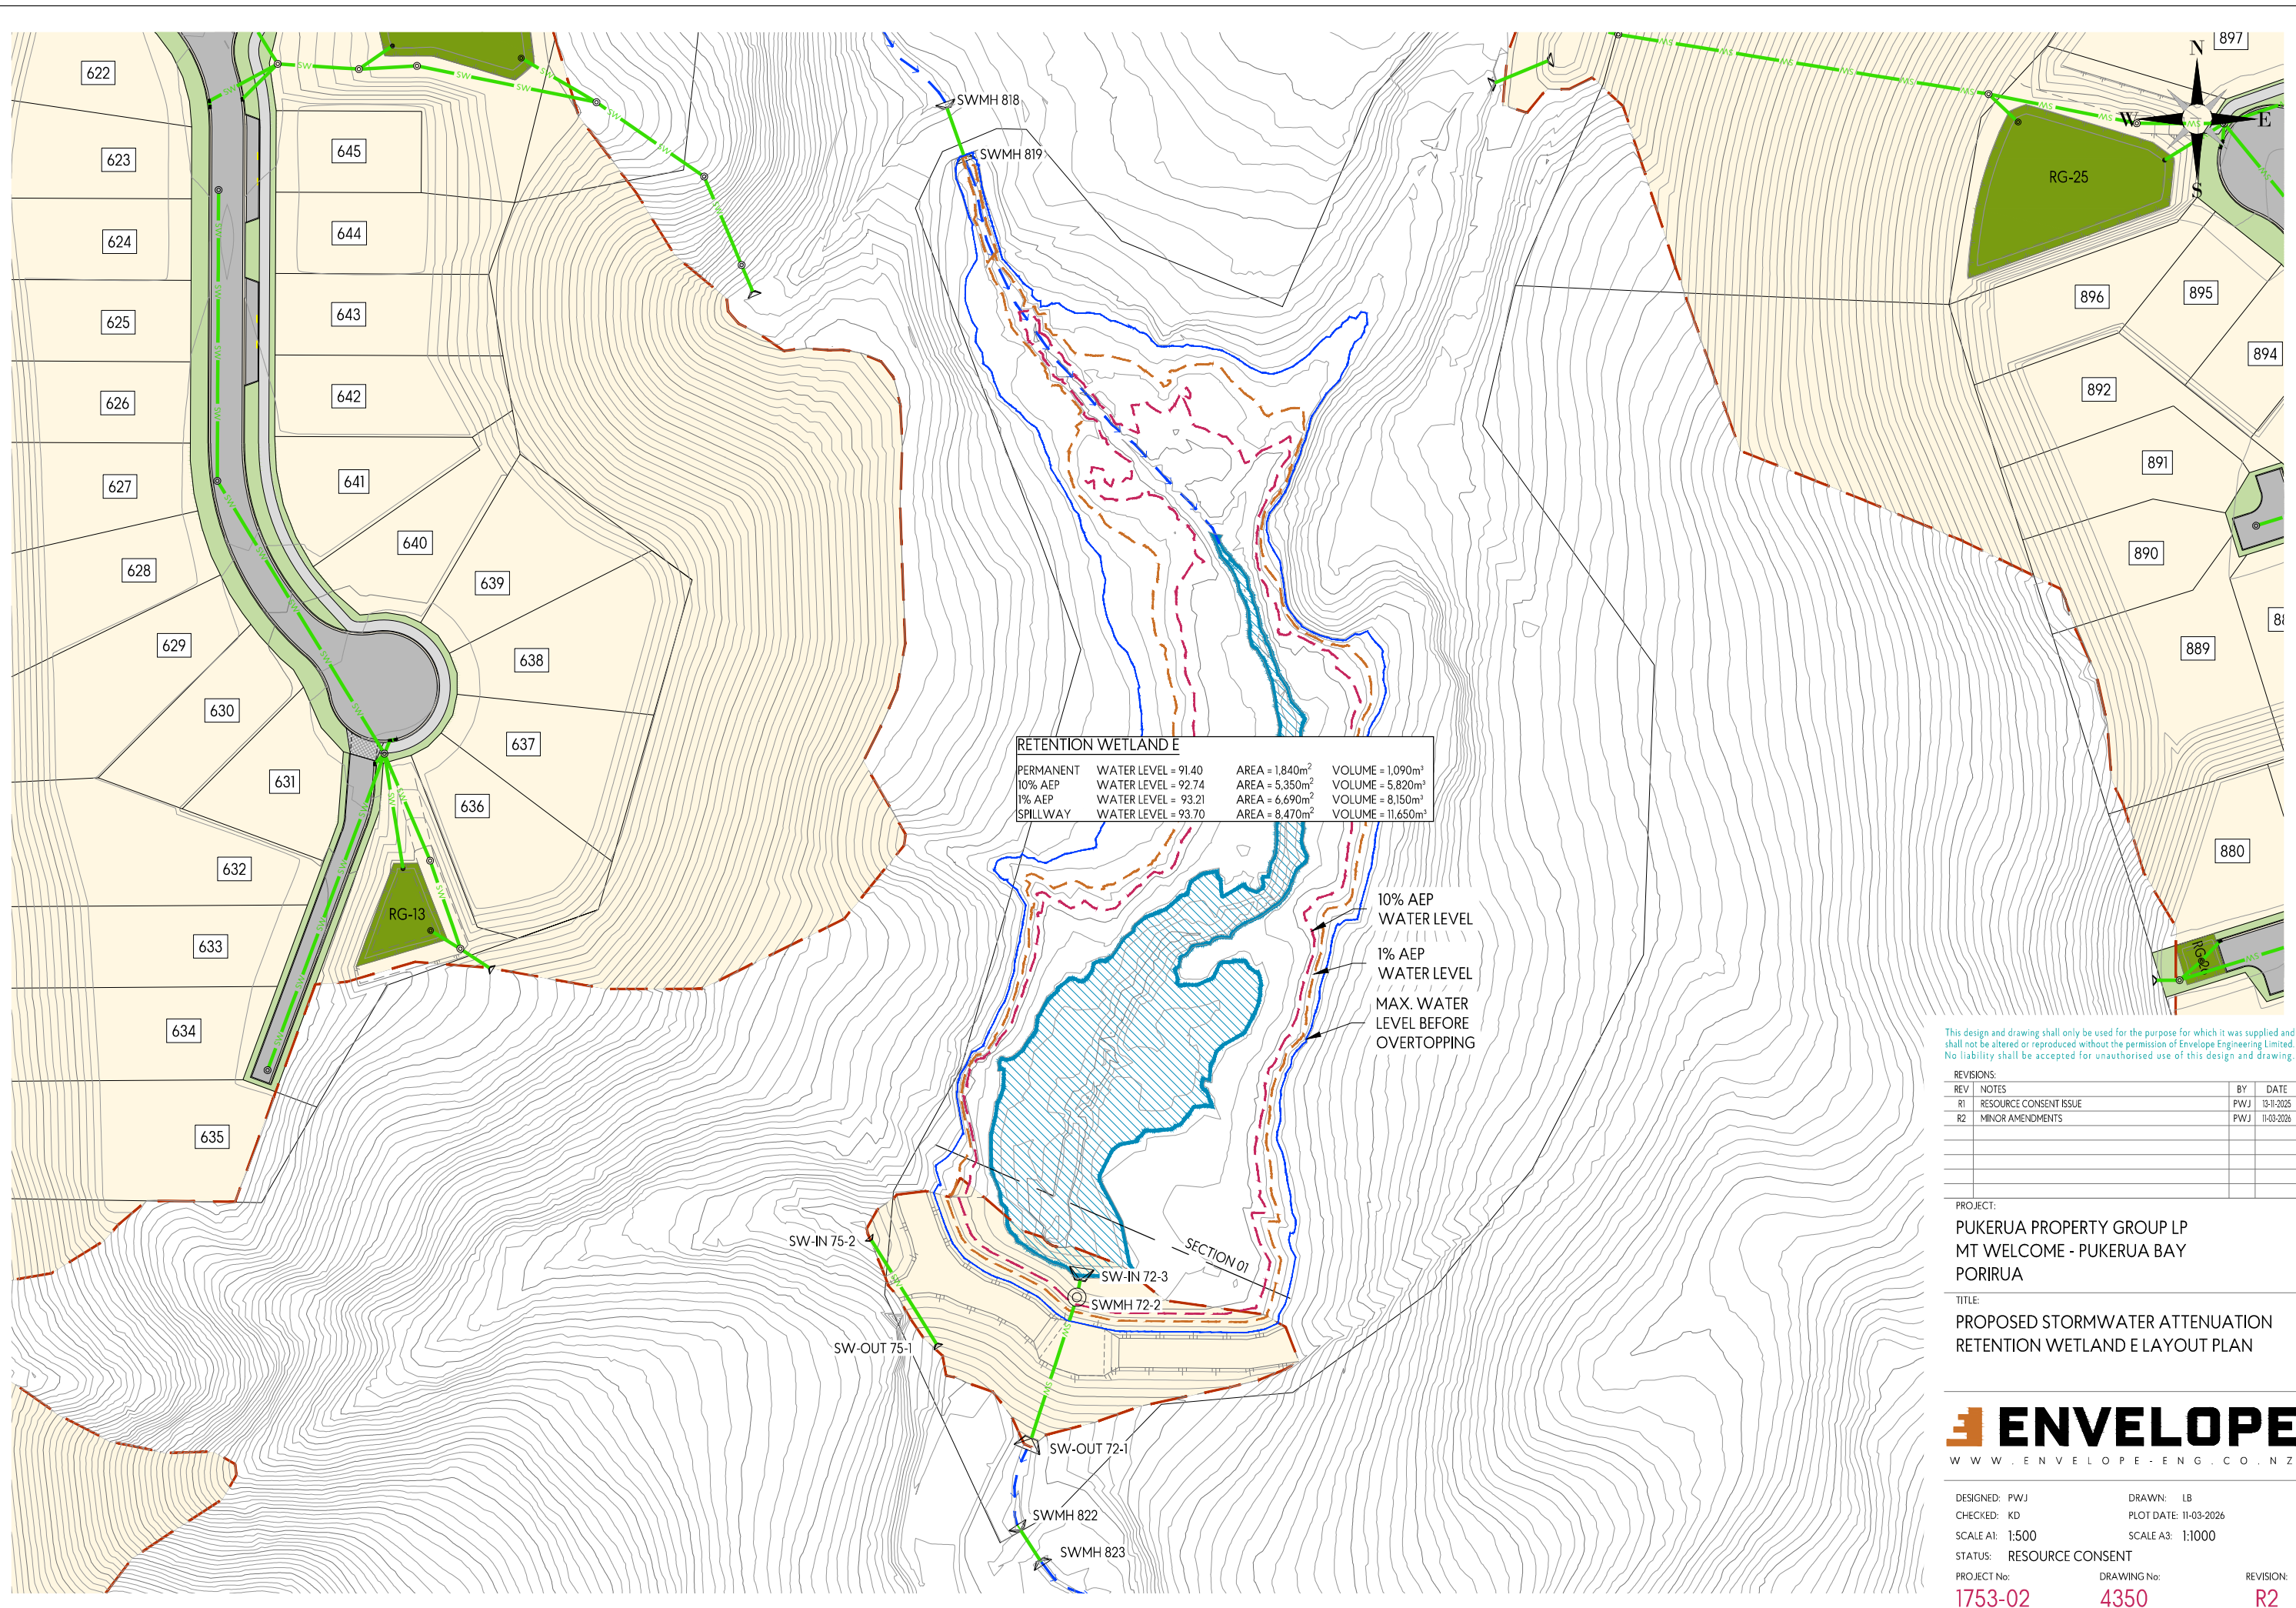 897
622
SWMH 818
N
W
E
S
SWMH 819
645
623
RG-25
644
624
643
625
896
895
894
642
626
892
641
627
891
640
890
628
639
629
638
889
630
637
RETENTION WETLAND E
PERMANENT WATER LEVEL = 91.40 AREA = 1,840m² VOLUME = 1,090m³
10% AEP WATER LEVEL = 92.74 AREA = 5,350m² VOLUME = 5,820m³
1% AEP WATER LEVEL = 93.21 AREA = 6,690m² VOLUME = 8,150m³
SPILLWAY WATER LEVEL = 93.70 AREA = 8,470m² VOLUME = 11,650m³
631
636
880
632
RG-13
10% AEP
WATER LEVEL
633
1% AEP
WATER LEVEL
MAX. WATER
LEVEL BEFORE
OVERTOPPING
634
635
SW-IN 75-2
SECTION 01
SW-IN 72-3
SWMH 72-2
SW-OUT 75-1
SW-OUT 72-1
SWMH 822
SWMH 823
SW
This design and drawing shall only be used for the purpose for which it was supplied and
shall not be altered or reproduced without the permission of Envelope Engineering Limited.
No liability shall be accepted for unauthorised use of this design and drawing.
REVISIONS:
REV NOTES BY DATE
R1 RESOURCE CONSENT ISSUE PWJ 13-11-2025
R2 MINOR AMENDMENTS PWJ 11-03-2026
PROJECT:
PUKERUA PROPERTY GROUP LP
MT WELCOME - PUKERUA BAY
PORIRUA
TITLE:
PROPOSED STORMWATER ATTENUATION
RETENTION WETLAND E LAYOUT PLAN
ENVELOPE
WWW.ENVELOPE-ENG.CO.NZ
DESIGNED: PWJ DRAWN: LB
CHECKED: KD PLOT DATE: 11-03-2026
SCALE A1: 1:500 SCALE A3: 1:1000
STATUS: RESOURCE CONSENT
PROJECT No: DRAWING No: REVISION:
1753-02 4350 R2